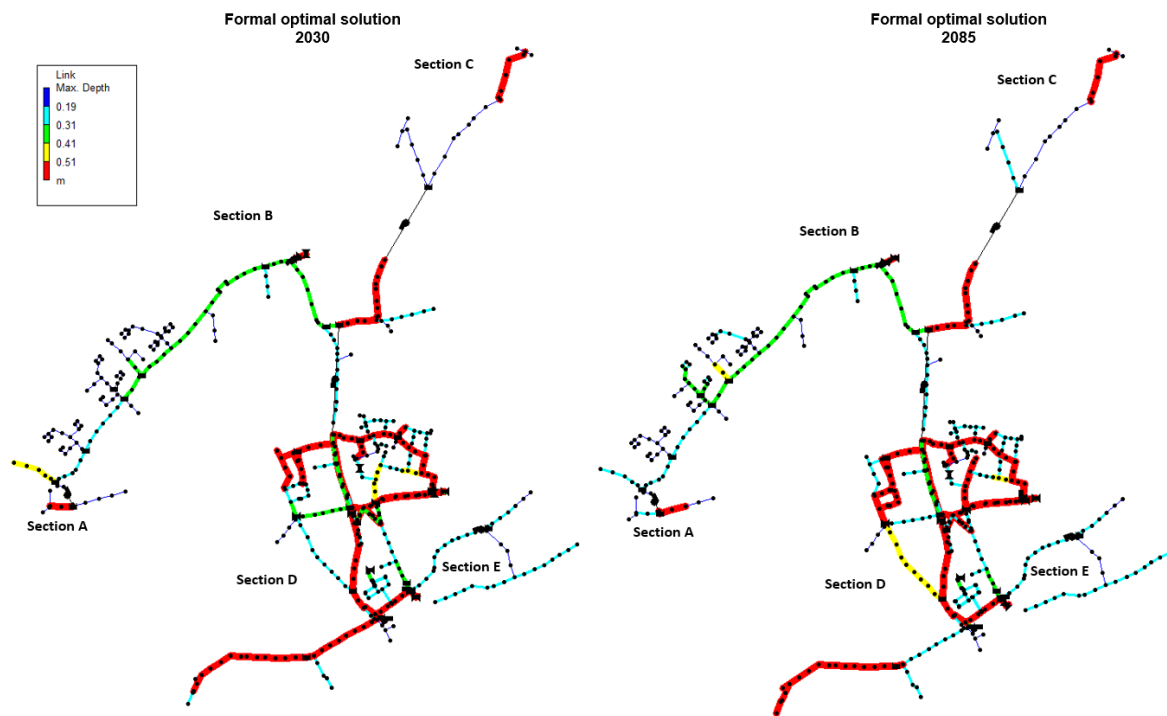 Formal optimal solution
2030
Formal optimal solution
2085
Link
Max. Depth
0.19
0.31
0.41
0.51
m
Section C
Section B
Section A
Section D
Section E
Section C
Section B
Section A
Section D
Section E